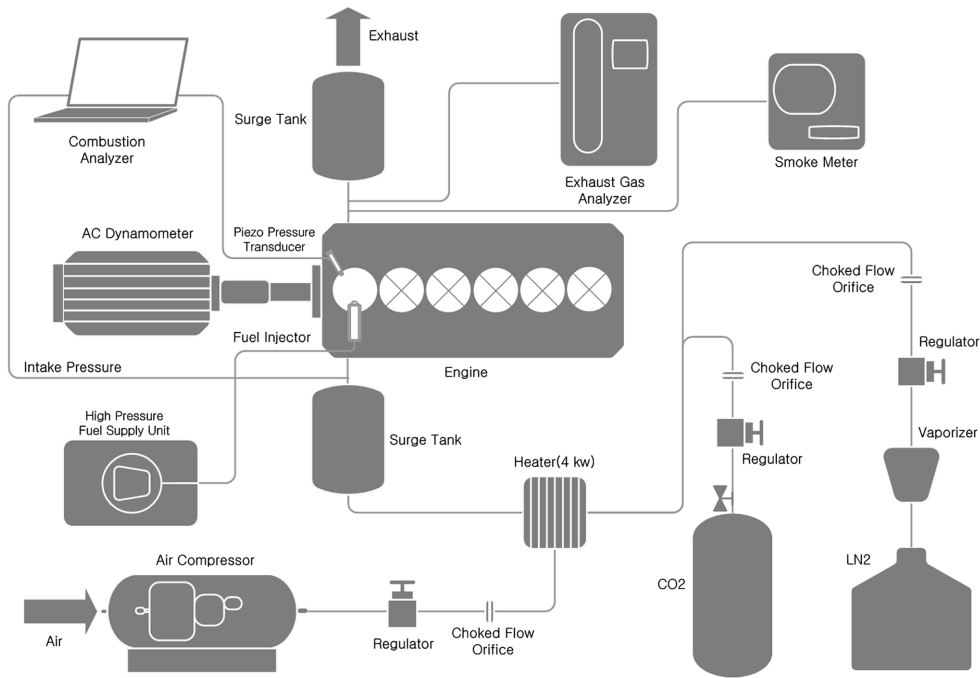 Exhaust
Surge Tank
Combustion
Analyzer
Exhaust Gas
Analyzer
Smoke Meter
AC Dynamometer
Piezo Pressure
Transducer
Choked Flow
Orifice
Fuel Injector
Regulator
Intake Pressure
Engine
Choked Flow
Orifice
High Pressure
Fuel Supply Unit
Surge Tank
Vaporizer
Heater(4 kw)
Regulator
Air Compressor
CO2
LN2
Air
Regulator
Choked Flow
Orifice